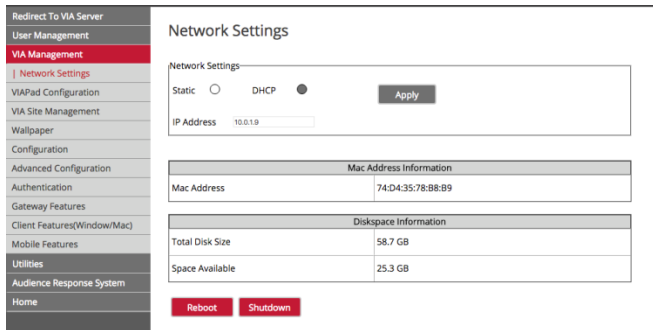 Redirect To VIA Server
User Management
VIA Management
| Network Settings
VIAPad Configuration
VIA Site Management
Wallpaper
Configuration
Advanced Configuration
Authentication
Gateway Features
Client Features(Window/Mac)
Mobile Features
Utilities
Audience Response System
Home
Network Settings
Network Settings
Static DHCP Apply
IP Address 10.0.1.9
Mac Address Information
Mac Address 74:D4:35:78:B8:B9
Diskspace Information
Total Disk Size 58.7 GB
Space Available 25.3 GB
Reboot Shutdown